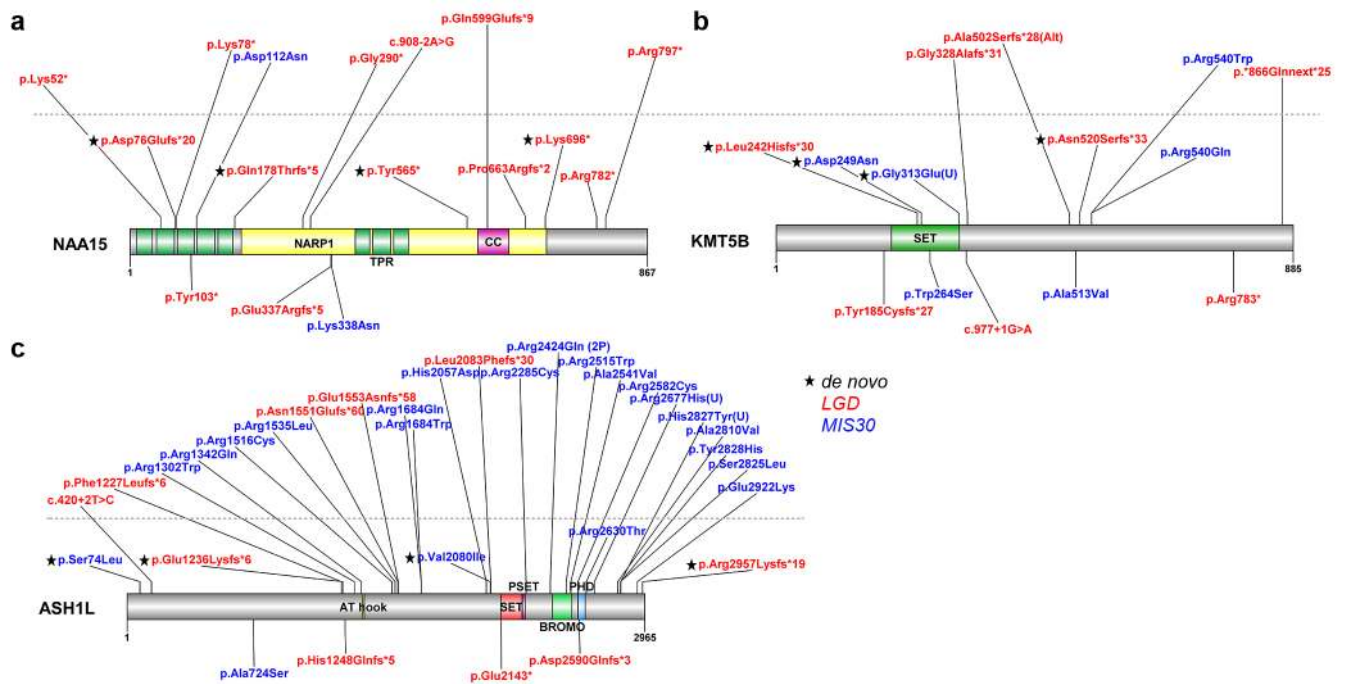 a
p.Gln599Glufs*9
b
p.Lys78*
c.908-2A>G
p.Ala502Serfs*28(Alt)
p.Asp112Asn
p.Gly290*
p.Arg797*
p.Gly328Alafs*31
p.Arg540Trp
p.Lys52*
p.*866Glnnext*25
★p.Asp76Glufs*20
★p.Lys696*
★p.Asn520Serfs*33
★p.Leu242Hisfs*30
p.Arg540Gln
★p.Gln178Thrfs*5
★p.Tyr565*
p.Pro663Argfs*2
★p.Asp249Asn
p.Arg782*
★p.Gly313Glu(U)
NAA15
NARP1
CC
KMT5B
SET
TPR
1
867
1
885
p.Tyr103*
p.Trp264Ser
p.Ala513Val
p.Glu337Argfs*5
p.Tyr185Cysfs*27
p.Arg783*
p.Lys338Asn
c.977+1G>A
c
p.Arg2424Gln (2P)
p.Leu2083Phefs*30
p.Arg2515Trp
p.His2057Asp
p.Arg2285Cys
p.Ala2541Val
p.Arg2582Cys
p.Glu1553Asnfs*58
p.Arg2677His(U)
p.Asn1551Glufs*60
p.Arg1684Gln
p.His2827Tyr(U)
p.Arg1535Leu
p.Arg1684Trp
p.Ala2810Val
p.Arg1516Cys
p.Tyr2828His
p.Arg1342Gln
p.Ser2825Leu
p.Arg1302Trp
p.Glu2922Lys
p.Phe1227Leufs*6
c.420+2T>C
p.Arg2630Thr
★p.Ser74Leu
★p.Glu1236Lysfs*6
★p.Val2080Ile
★p.Arg2957Lysfs*19
PSET
PHD
ASH1L
AT hook
SET
BROMO
1
2965
p.His1248Glnfs*5
p.Asp2590Glnfs*3
p.Ala724Ser
p.Glu2143*
★ de novo
LGD
MIS30